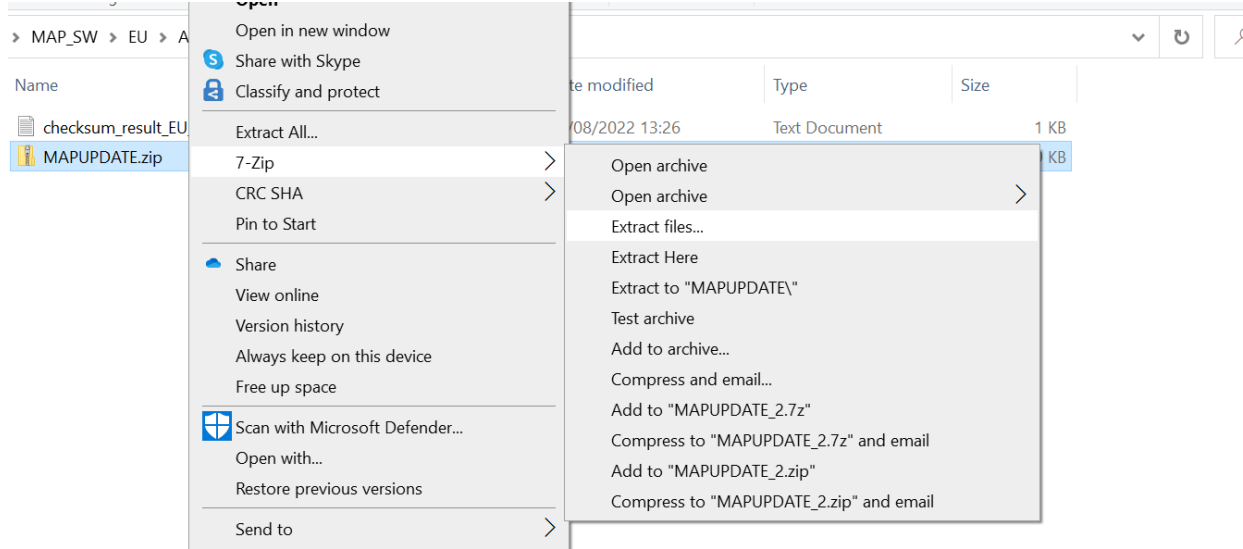 Open
> MAP_SW > EU > A
Name
te modified
Type
Size
checksum_result_EU_
/08/2022 13:26
Text Document
1 KB
MAPUPDATE.zip
KB
Open in new window
Share with Skype
Classify and protect
Extract All...
7-Zip
CRC SHA
Pin to Start
Share
View online
Version history
Always keep on this device
Free up space
Scan with Microsoft Defender...
Open with...
Restore previous versions
Send to
Open archive
Open archive
Extract files...
Extract Here
Extract to "MAPUPDATE\"
Test archive
Add to archive...
Compress and email...
Add to "MAPUPDATE_2.7z"
Compress to "MAPUPDATE_2.7z" and email
Add to "MAPUPDATE_2.zip"
Compress to "MAPUPDATE_2.zip" and email